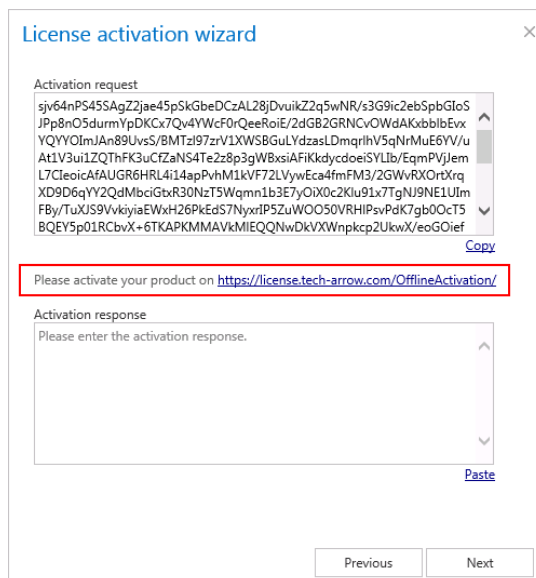 License activation wizard
Activation request
sjv64nPS45SAgZ2jae45pSkGbeDCzAL28jDvuikZ2q5wNR/s3G9ic2ebSpbGIoS
JPp8nO5durmYpDKCx7Qv4YWcF0rQeeRoiE/2dGB2GRNCvOWdAKxbblbEvx
YQYYOImJAn89UvsS/BMTzl97zrV1XWSBGuLYdzasLDmqrlhV5qNrMuE6YV/u
At1V3ui1ZQThFK3uCfZaNS4Te2z8p3gWBxsiAFiKkdycdoeiSYLIb/EqmPVjJem
L7CIeoicAfAUGR6HRL4i14apPvhM1kVF72LVywEca4fmFM3/2GWvRXOrtXrq
XD9D6qYY2QdMbciGtxR30NzT5Wqmn1b3E7yOiX0c2Klu91x7TgNJ9NE1UIm
FBy/TuXJS9VvkiyiaEWxH26PkEdS7NyxrIP5ZuWOO50VRHIPsvPdK7gb0OcT5
BQEY5p01RCbvX+6TKAPKMMAVkMlEQQNwDkVXWnpkcp2UkwX/eoGOief
Copy
Please activate your product on https://license.tech-arrow.com/OfflineActivation/
Activation response
Please enter the activation response.
Paste
Previous
Next